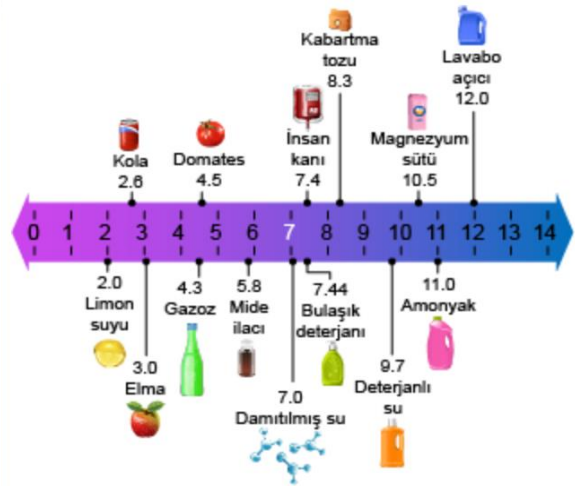 Kabartma
tozu
8.3
Lavabo
açıcı
12.0
Kola
2.6
Domates
4.5
İnsan
kanı
7.4
Magnezyum
sütü
10.5
0 1 2 3 4 5 6 7 8 9 10 11 12 13 14
2.0
Limon
suyu
3.0
Elma
4.3
Gazoz
5.8
Mide
ilacı
7.0
Damıtılmış su
7.44
Bulaşık
deterjanı
9.7
Deterjanlı
su
11.0
Amonyak